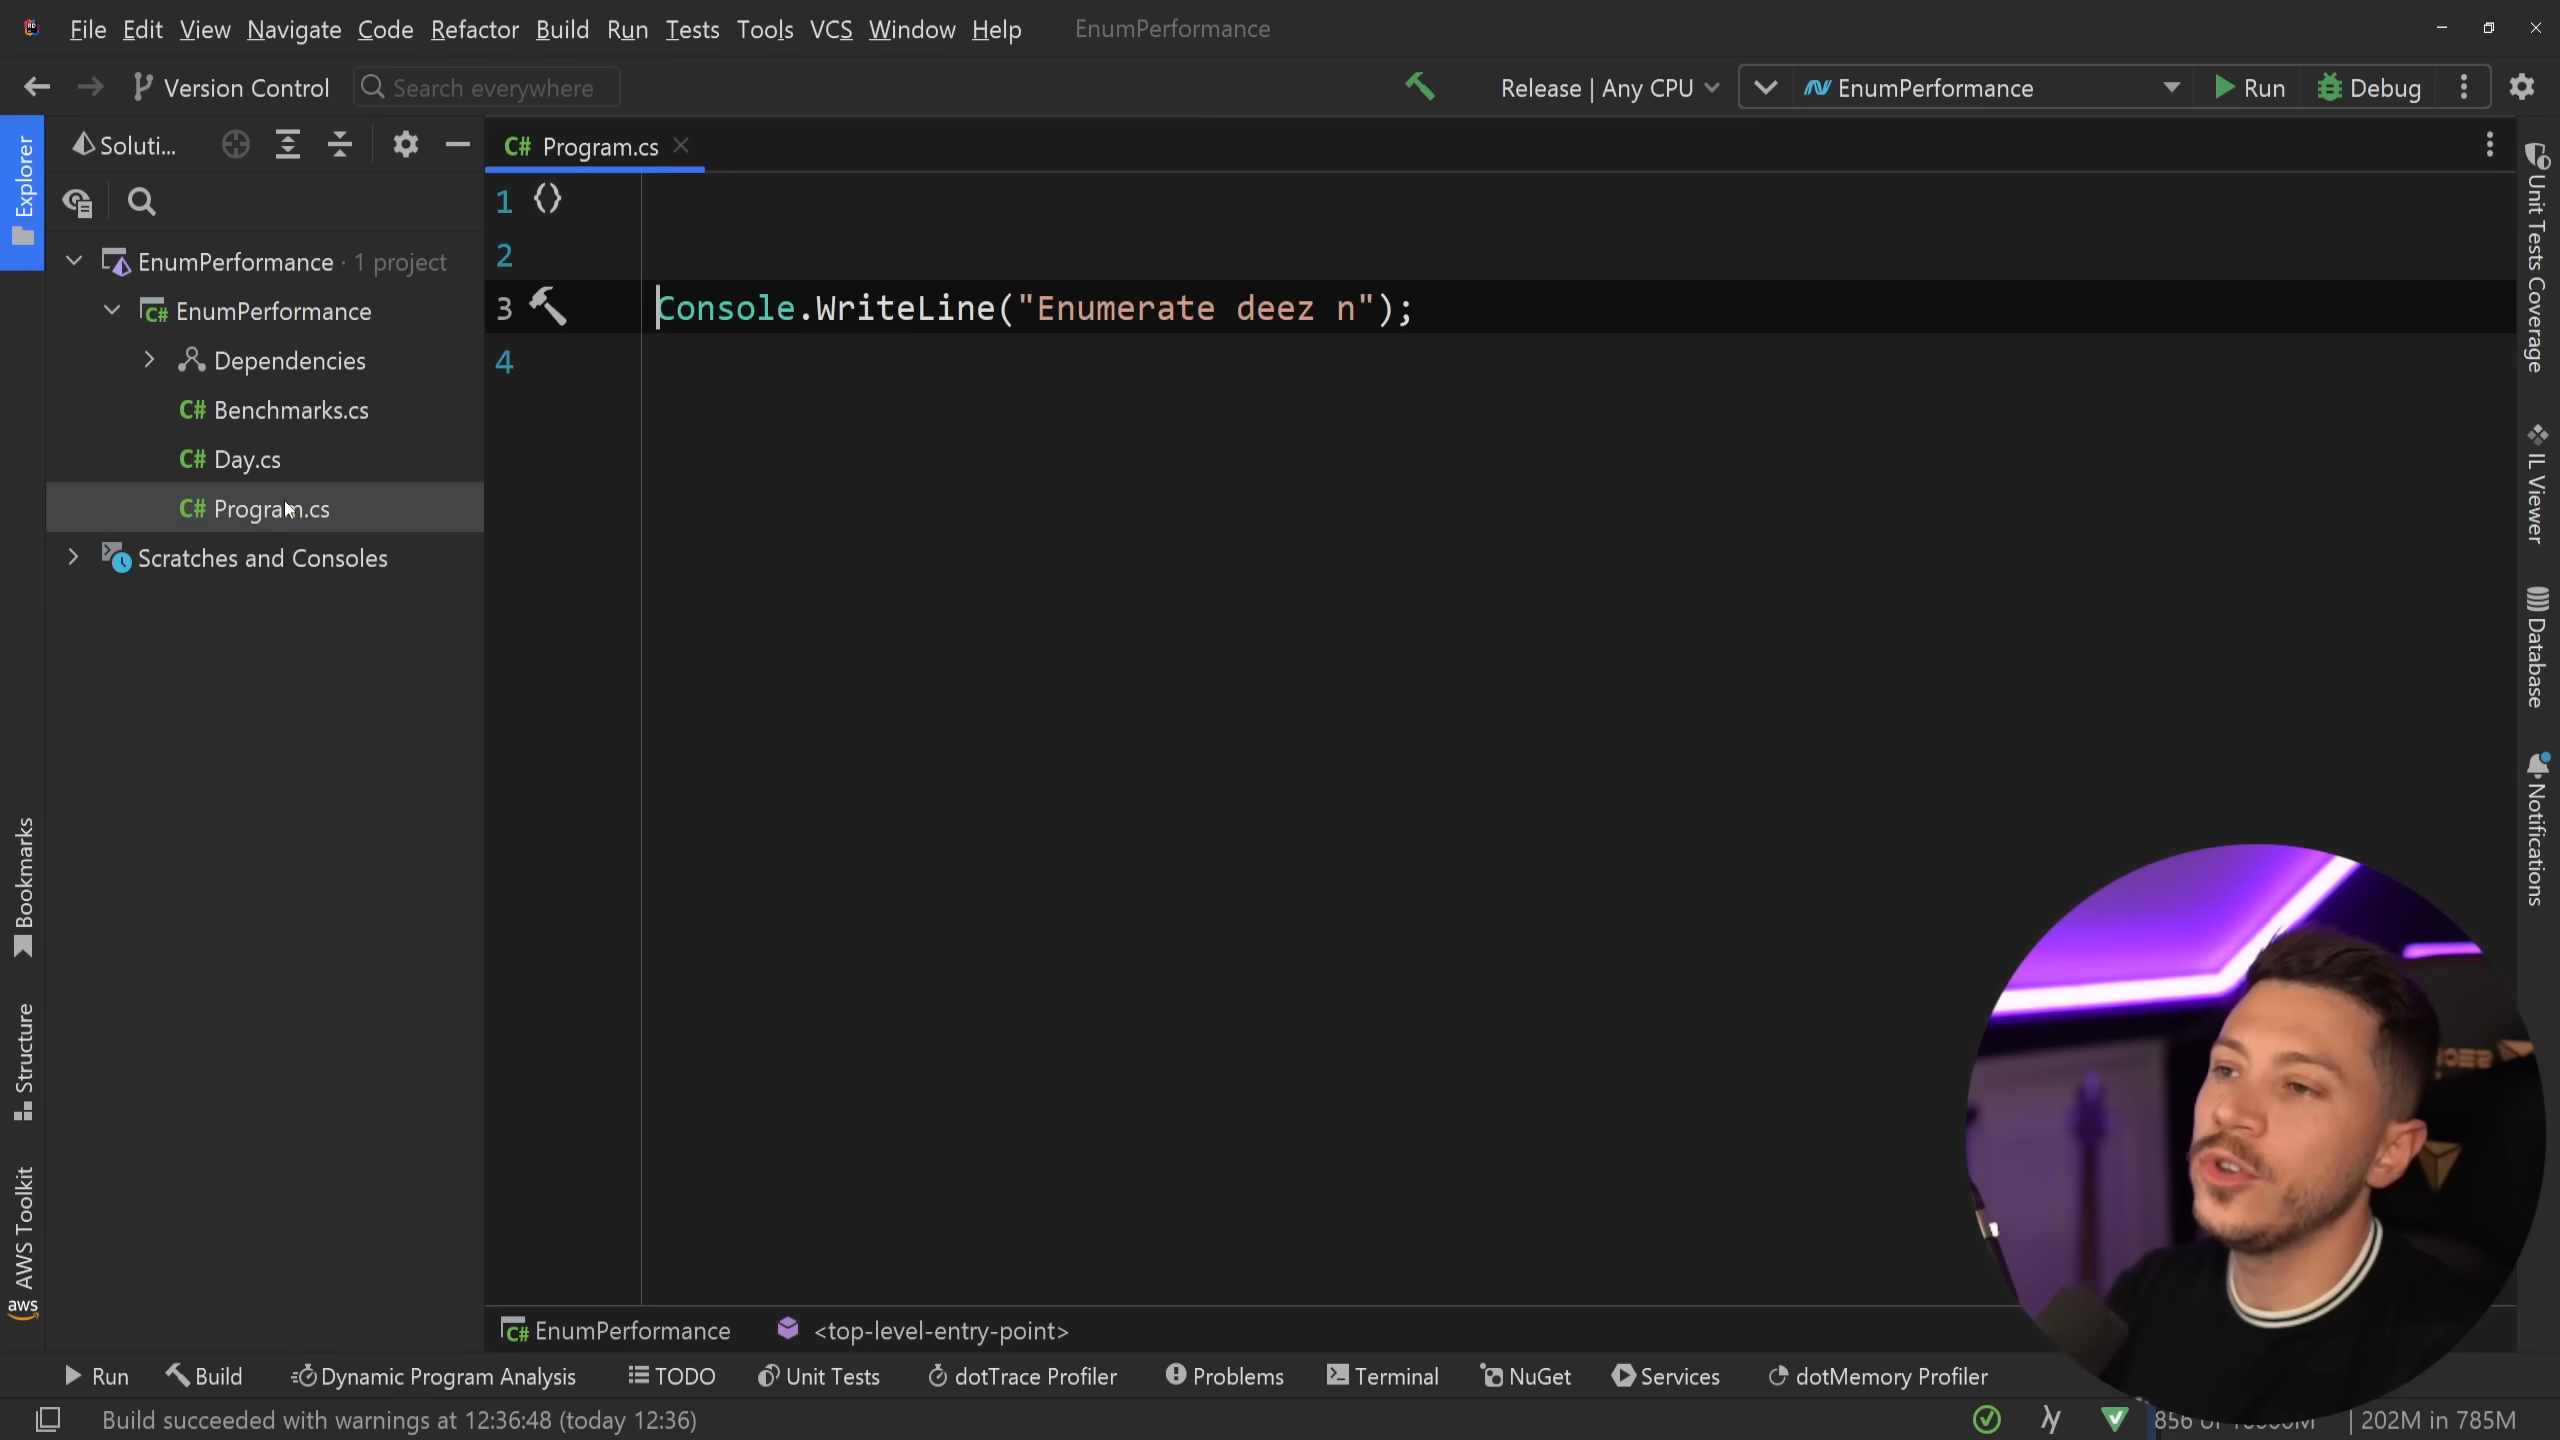 File Edit View Navigate Code Refactor Build Run Tests Tools VCS Window Help EnumPerformance
Version Control Search everywhere Release | Any CPU EnumPerformance Run Debug
Explorer
Soluti...
C# Program.cs
EnumPerformance · 1 project
C# EnumPerformance
Dependencies
C# Benchmarks.cs
C# Day.cs
C# Program.cs
Scratches and Consoles
1 {}
2
3 Console.WriteLine("Enumerate deez n");
4
Unit Tests Coverage
IL Viewer
Database
Notifications
Bookmarks
Structure
AWS Toolkit
aws
C# EnumPerformance <top-level-entry-point>
Run Build Dynamic Program Analysis TODO Unit Tests dotTrace Profiler Problems Terminal NuGet Services dotMemory Profiler
Build succeeded with warnings at 12:36:48 (today 12:36) 202M in 785M